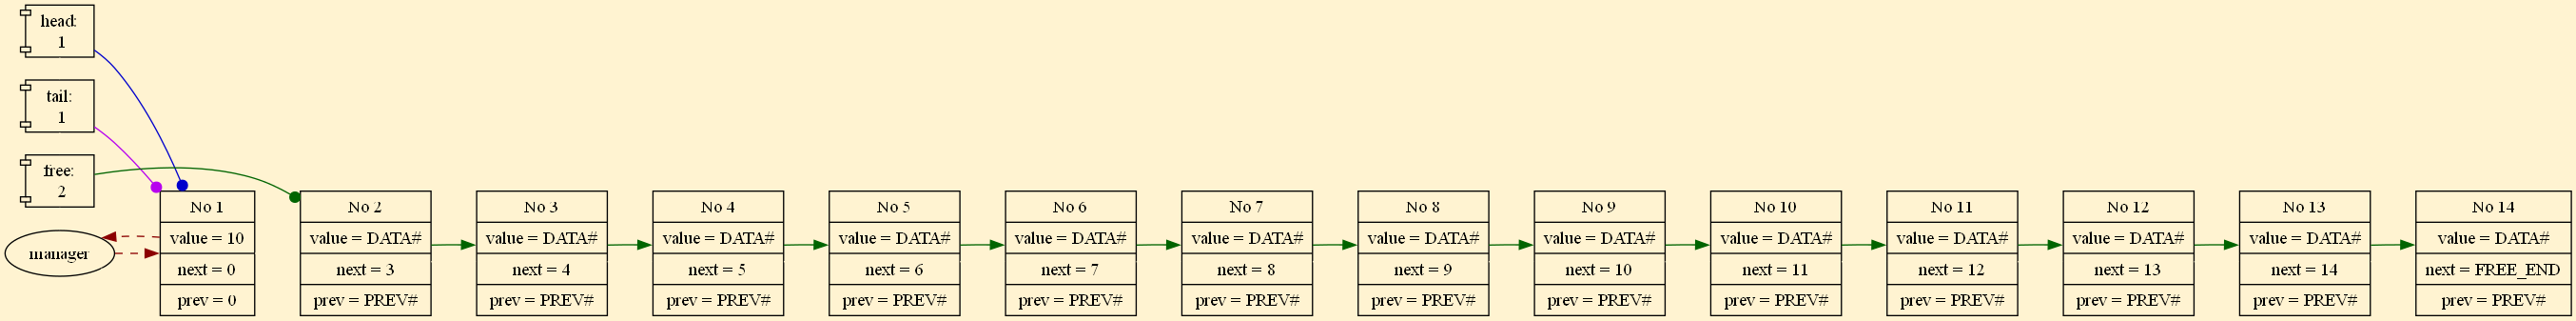 head:
1
tail:
1
free:
2
manager
No 1
value = 10
next = 0
prev = 0
No 2
value = DATA#
next = 3
prev = PREV#
No 3
value = DATA#
next = 4
prev = PREV#
No 4
value = DATA#
next = 5
prev = PREV#
No 5
value = DATA#
next = 6
prev = PREV#
No 6
value = DATA#
next = 7
prev = PREV#
No 7
value = DATA#
next = 8
prev = PREV#
No 8
value = DATA#
next = 9
prev = PREV#
No 9
value = DATA#
next = 10
prev = PREV#
No 10
value = DATA#
next = 11
prev = PREV#
No 11
value = DATA#
next = 12
prev = PREV#
No 12
value = DATA#
next = 13
prev = PREV#
No 13
value = DATA#
next = 14
prev = PREV#
No 14
value = DATA#
next = FREE_END
prev = PREV#